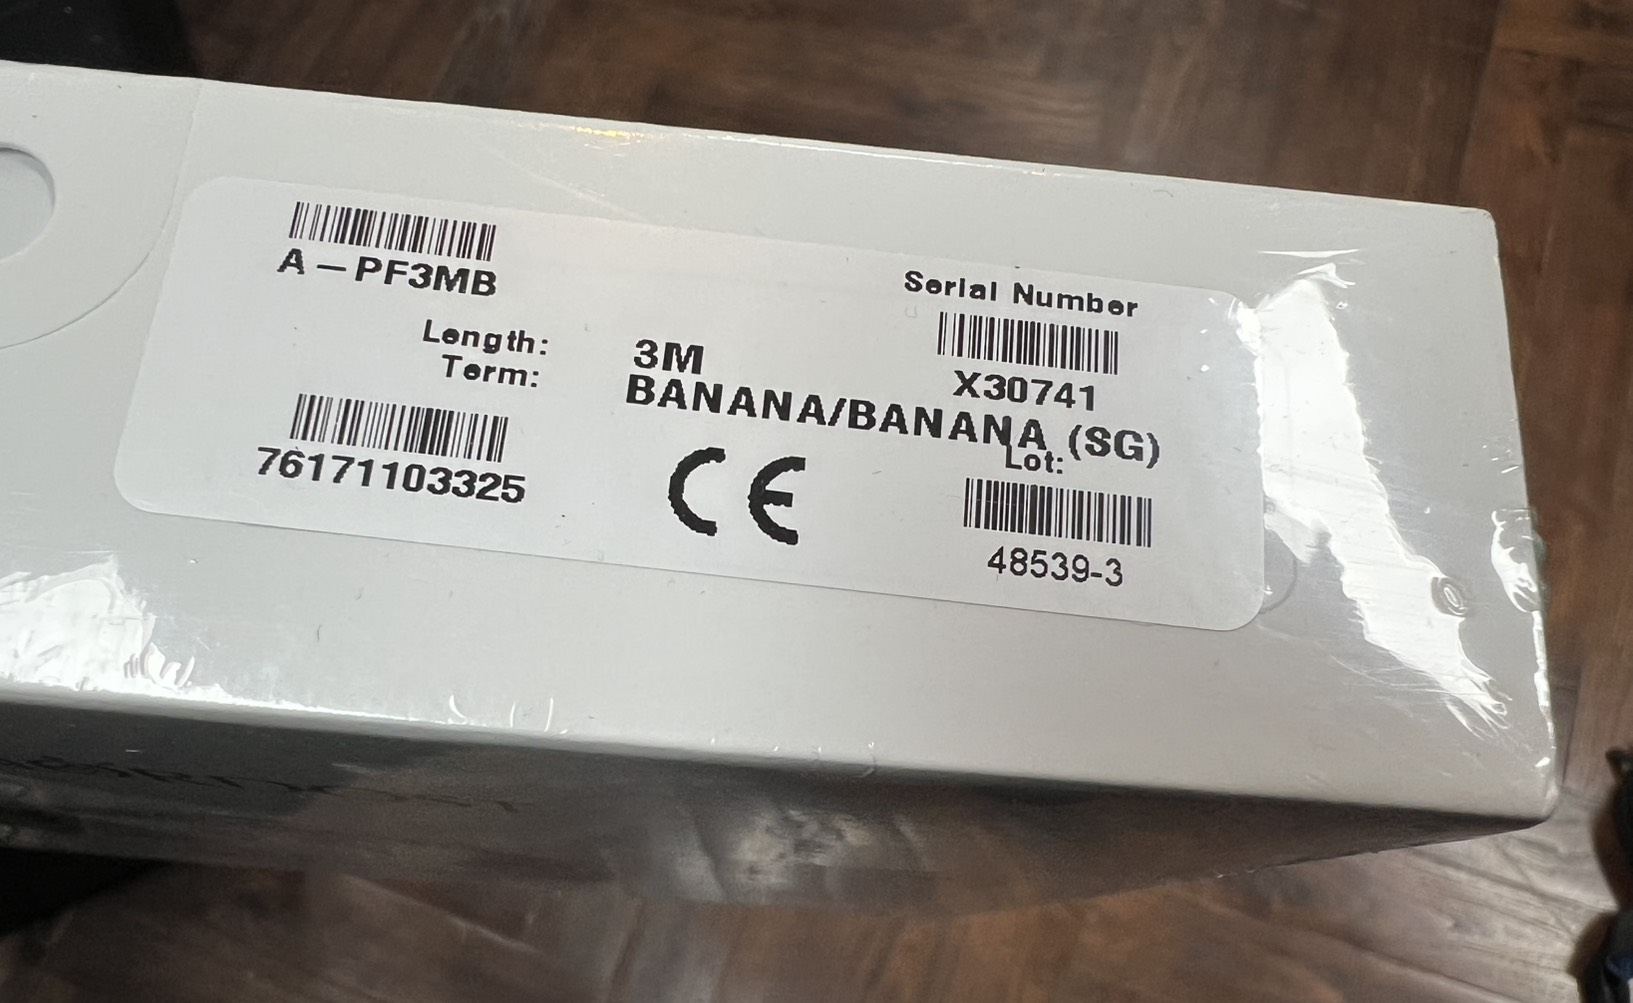 A – PF3MB
Serial Number
X30741
Length: 3M
Term: BANANA/BANANA (SG)
76171103325
CE
Lot:
48539-3